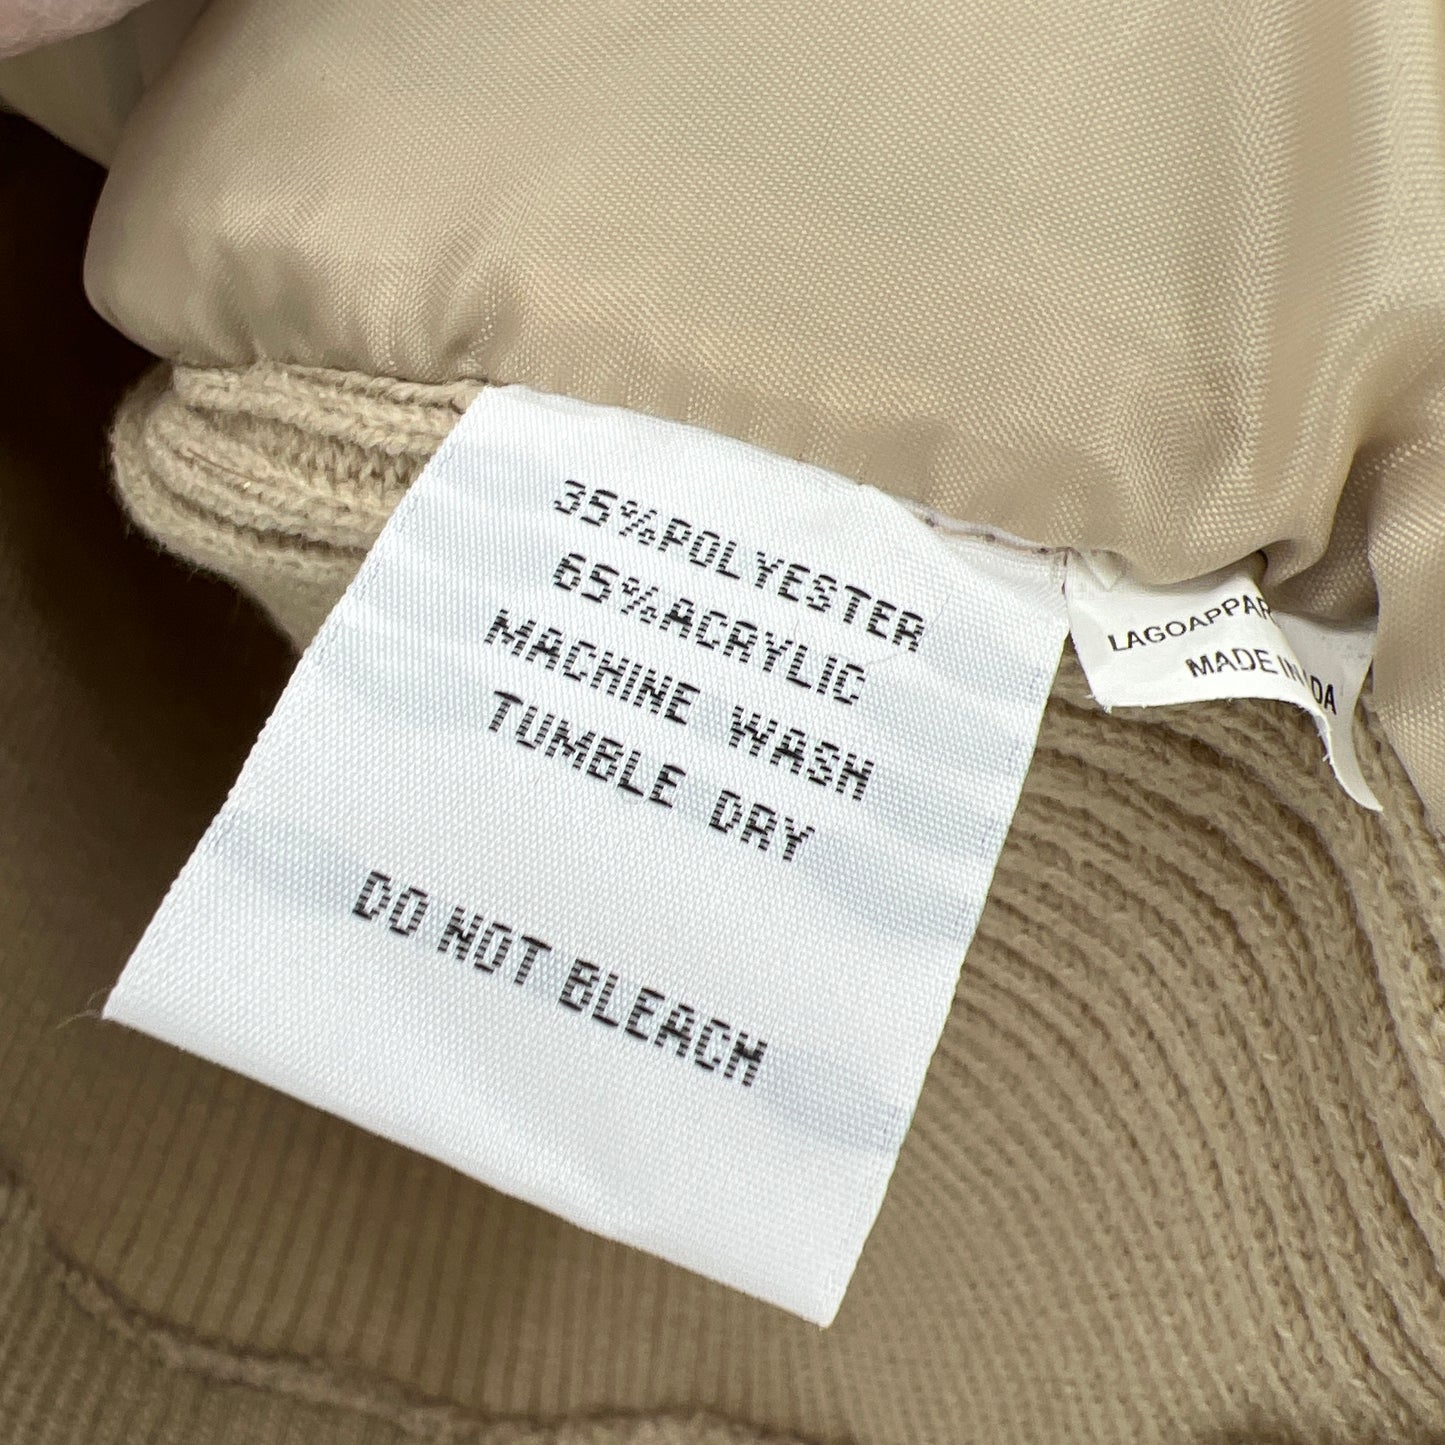 35%POLYESTER
65%ACRYLIC
MACHINE WASH
TUMBLE DRY
DO NOT BLEACH
MADE IN